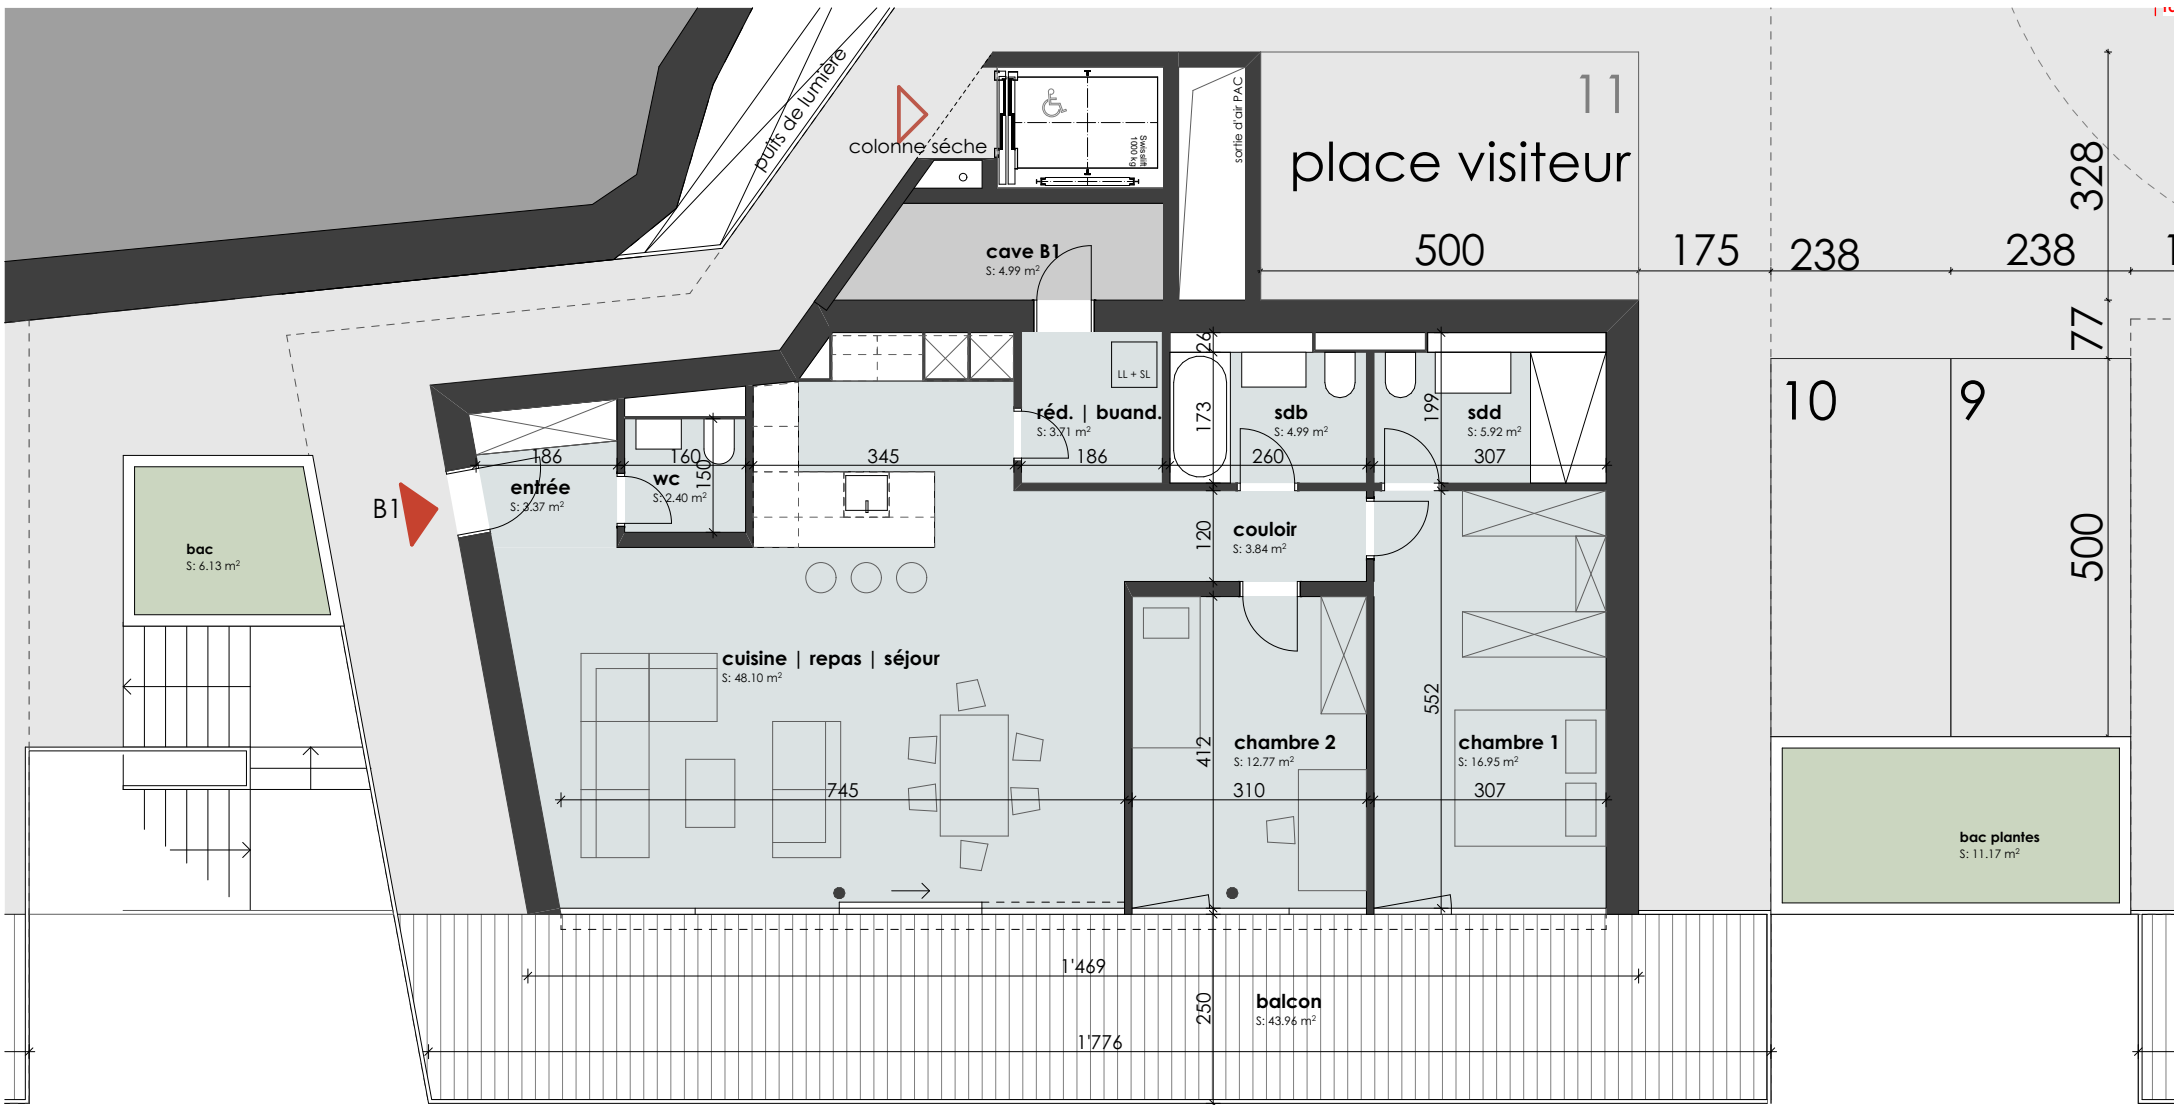 puits de lumière
colonne séche
Swisslift
1000 kg
sortie d'air PAC
11
place visiteur
328
cave B1
S: 4.99 m²
500
175
238
238
77
26
LL + SL
10
9
réd. | buand.
S: 3.71 m²
173
sdb
S: 4.99 m²
199
sdd
S: 5.92 m²
186
160
345
186
260
307
150
entrée
S: 3.37 m²
wc
S: 2.40 m²
B1
bac
S: 6.13 m²
120
couloir
S: 3.84 m²
500
cuisine | repas | séjour
S: 48.10 m²
552
412
chambre 2
S: 12.77 m²
chambre 1
S: 16.95 m²
745
310
307
bac plantes
S: 11.17 m²
1'469
250
balcon
S: 43.96 m²
1'776